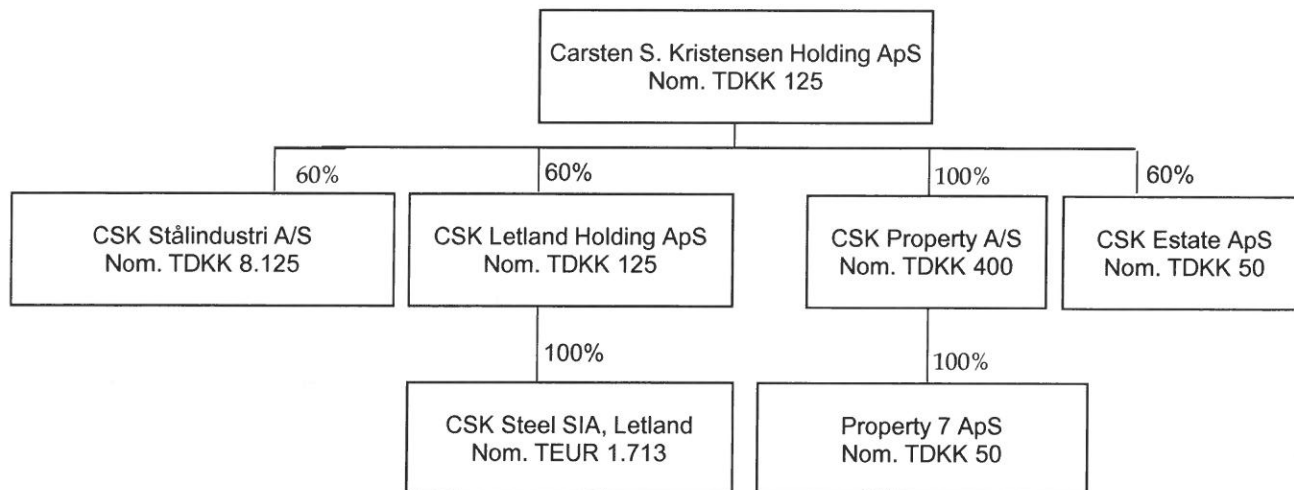 Carsten S. Kristensen Holding ApS
Nom. TDKK 125
60%
60%
100%
60%
CSK Stålindustri A/S
Nom. TDKK 8.125
CSK Letland Holding ApS
Nom. TDKK 125
CSK Property A/S
Nom. TDKK 400
CSK Estate ApS
Nom. TDKK 50
100%
100%
CSK Steel SIA, Letland
Nom. TEUR 1.713
Property 7 ApS
Nom. TDKK 50